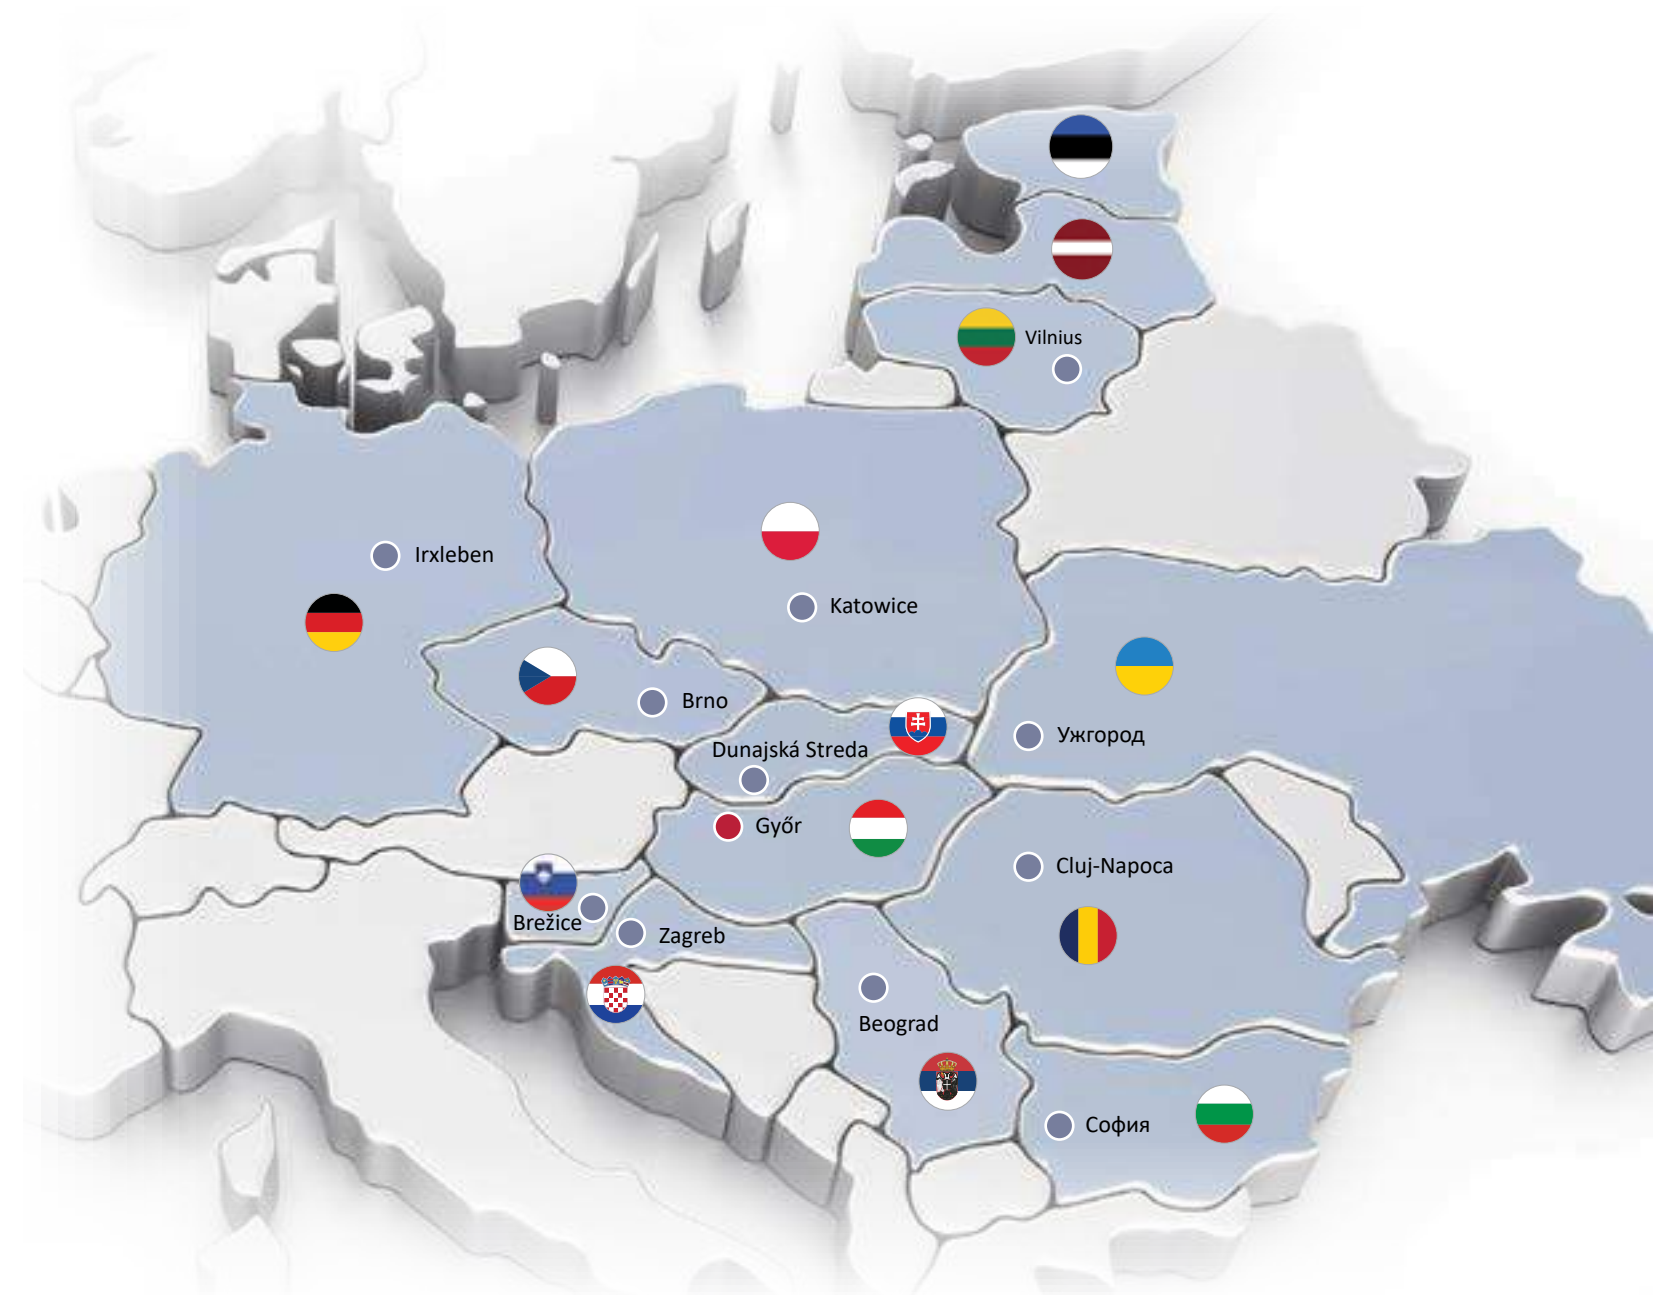 Vilnius
Irxleben
Katowice
Brno
Ужгород
Dunajská Streda
Győr
Cluj-Napoca
Brežice
Zagreb
Beograd
София